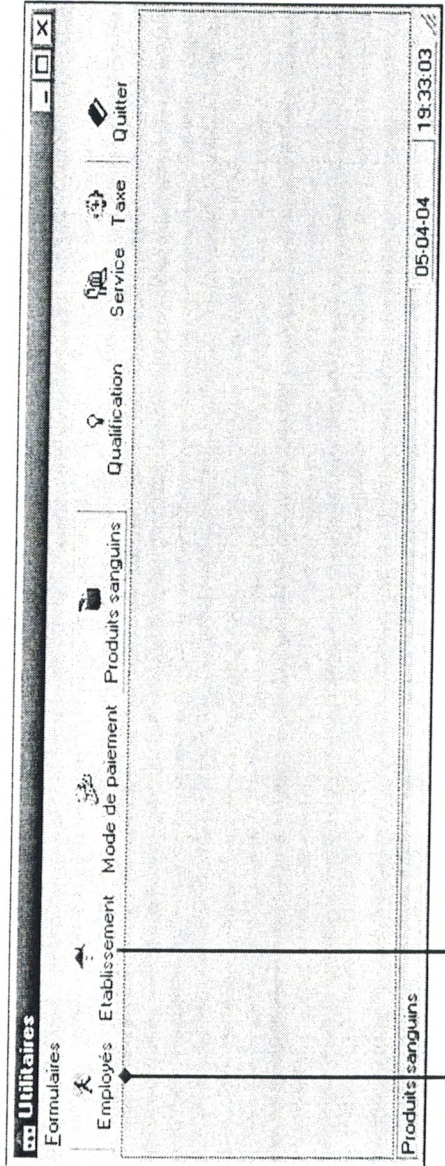 Utilitaires
Formulaires
Employés Etablissement Mode de paiement Produits sanguins Qualification Service Taxe Quitter
Produits sanguins 05-04-04 19:33:03